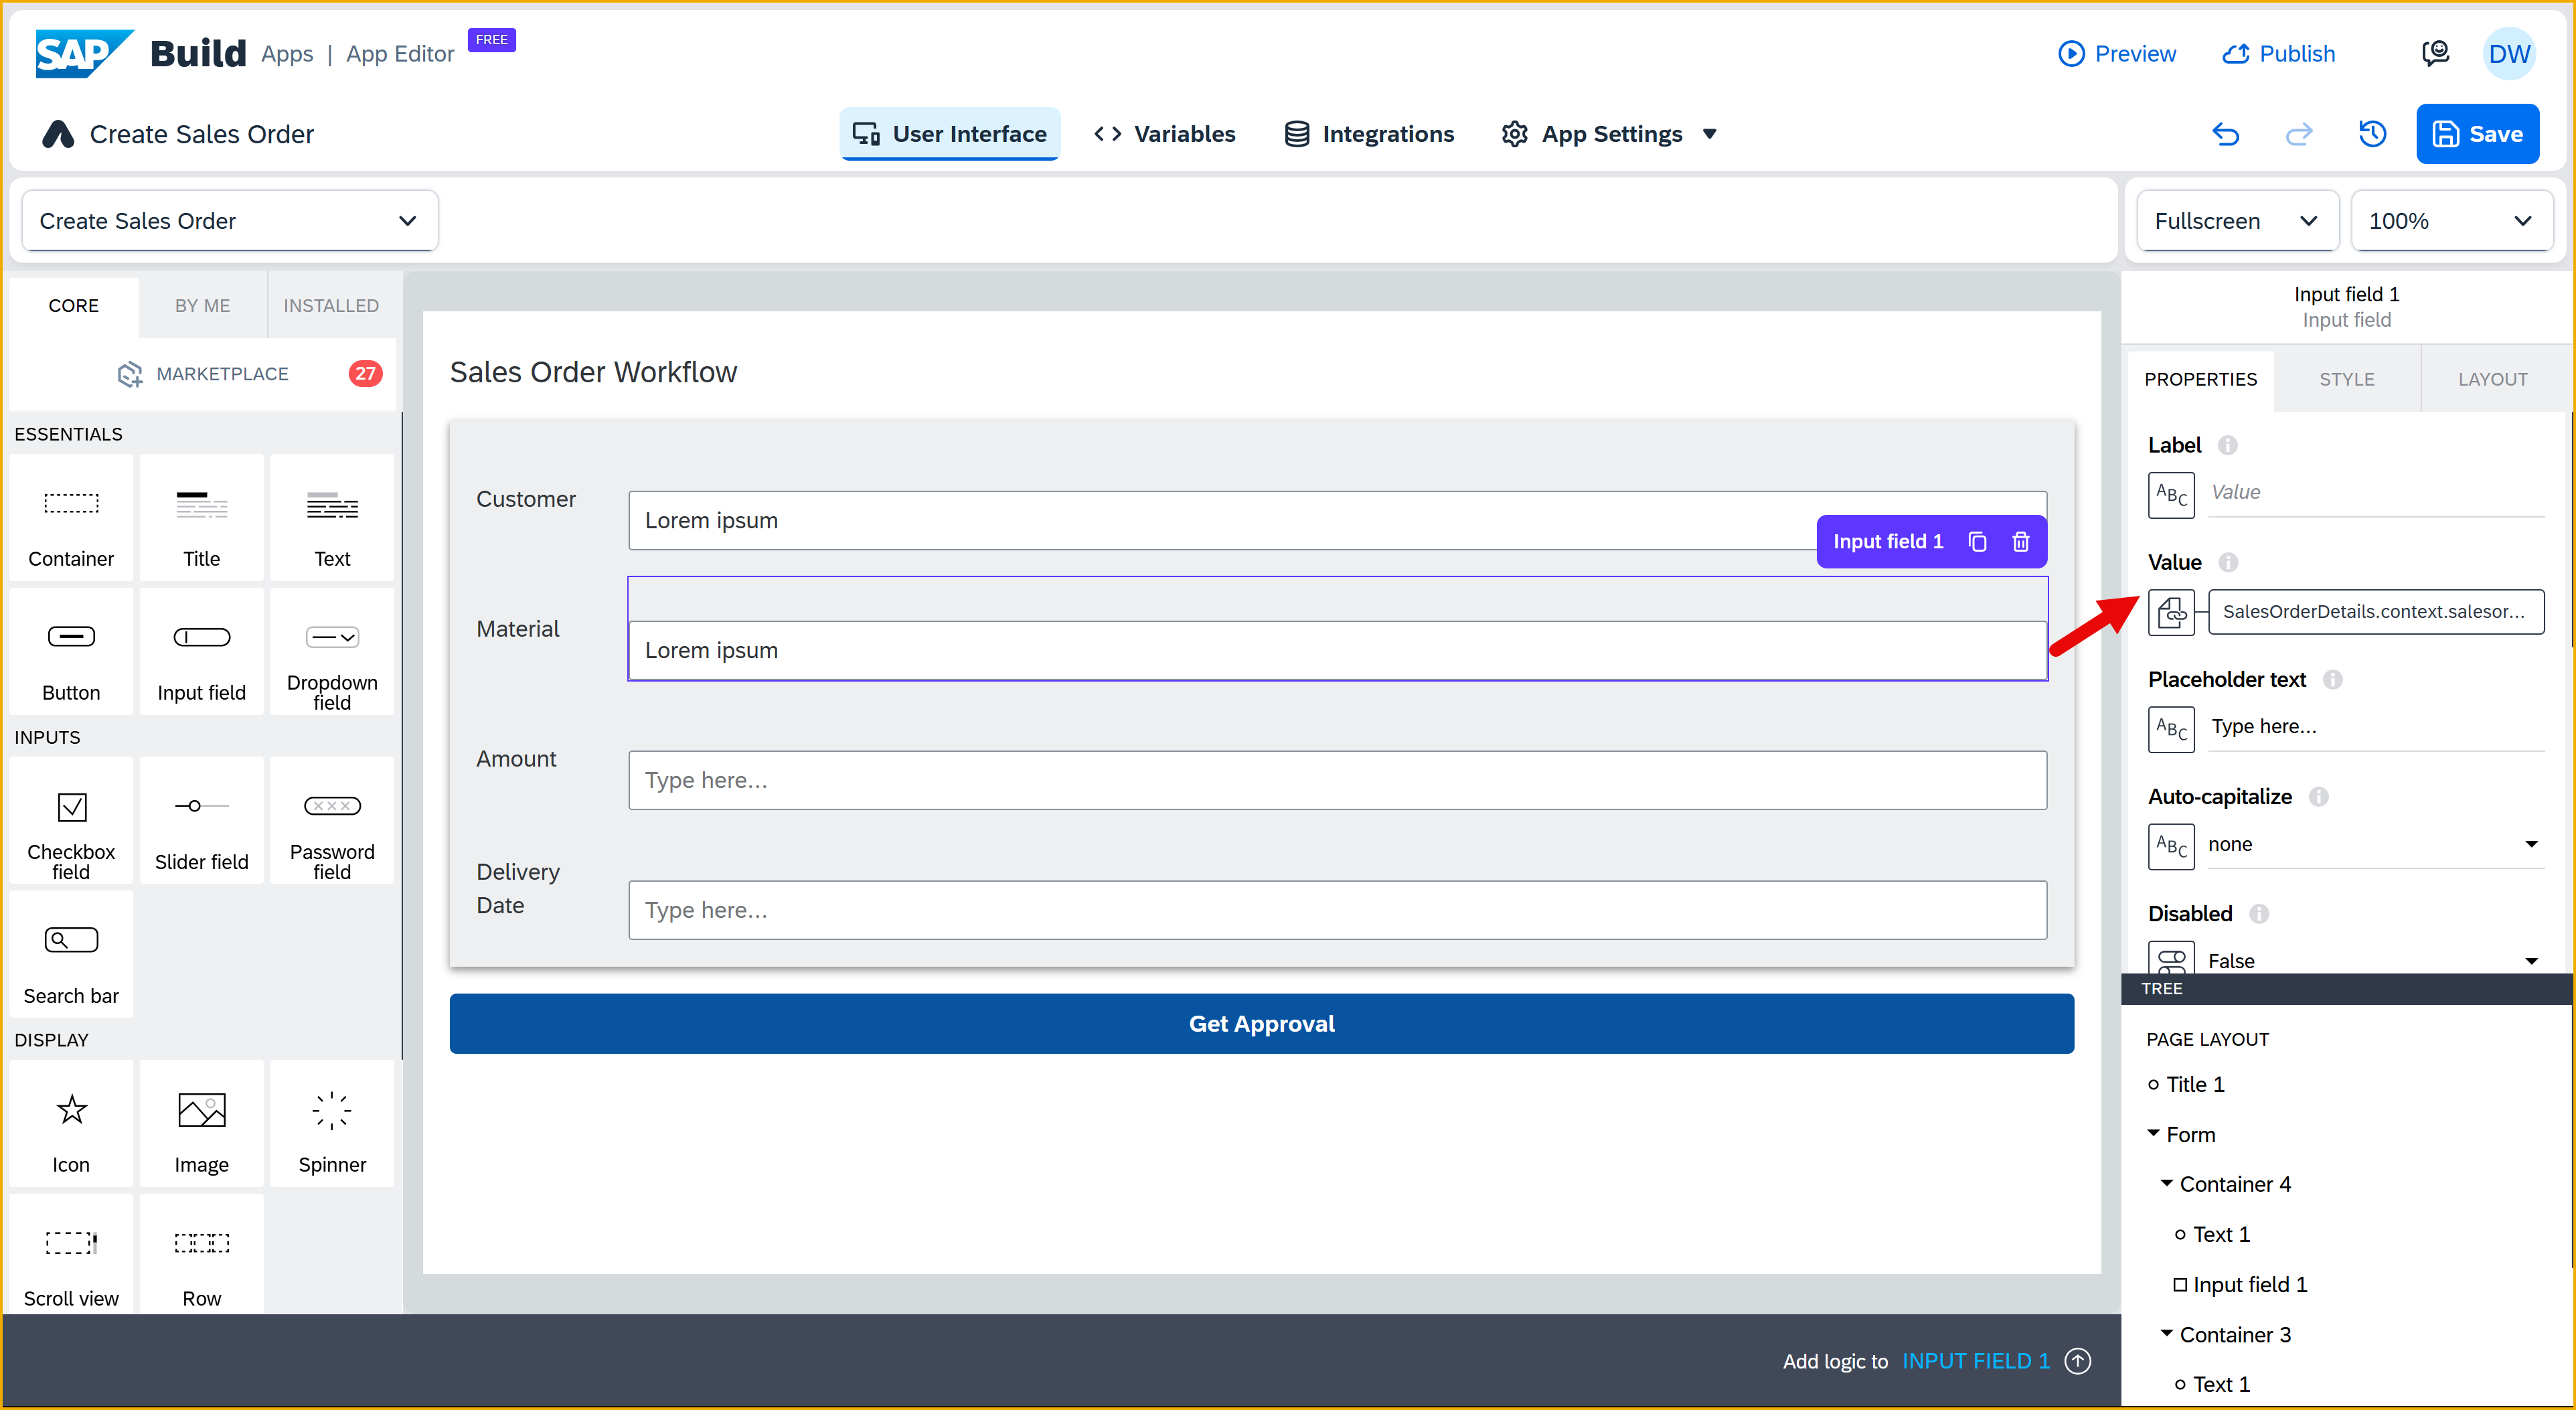 SAP Build Apps | App Editor FREE
Preview Publish DW
Create Sales Order
User Interface Variables Integrations App Settings
Save
Create Sales Order
Fullscreen 100%
CORE BY ME INSTALLED
MARKETPLACE 27
ESSENTIALS
Container Title Text
Button Input field Dropdown field
INPUTS
Checkbox field Slider field Password field
Search bar
DISPLAY
Icon Image Spinner
Scroll view Row
Sales Order Workflow
Customer
Lorem ipsum
Input field 1
Material
Lorem ipsum
Amount
Type here...
Delivery
Date
Type here...
Get Approval
Add logic to INPUT FIELD 1
Input field 1
Input field
PROPERTIES STYLE LAYOUT
Label
ABC Value
Value
SalesOrderDetails.context.salesor...
Placeholder text
ABC Type here...
Auto-capitalize
ABC none
Disabled
False
TREE
PAGE LAYOUT
Title 1
Form
Container 4
Text 1
Input field 1
Container 3
Text 1